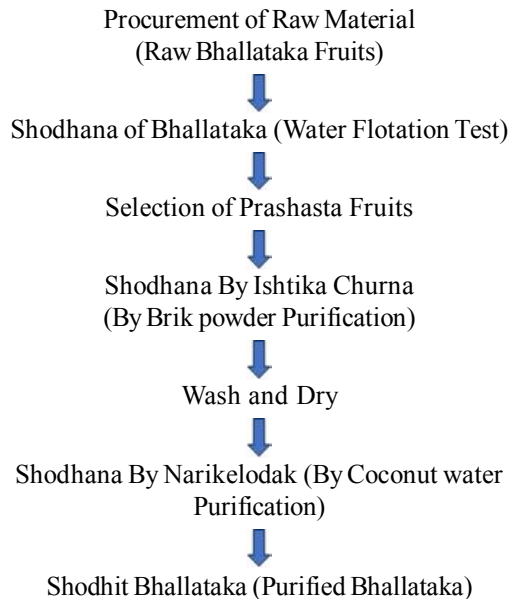 Procurement of Raw Material
(Raw Bhallataka Fruits)
Shodhana of Bhallataka (Water Flotation Test)
Selection of Prashasta Fruits
Shodhana By Ishtika Churna
(By Brik powder Purification)
Wash and Dry
Shodhana By Narikelodak (By Coconut water
Purification)
Shodhit Bhallataka (Purified Bhallataka)